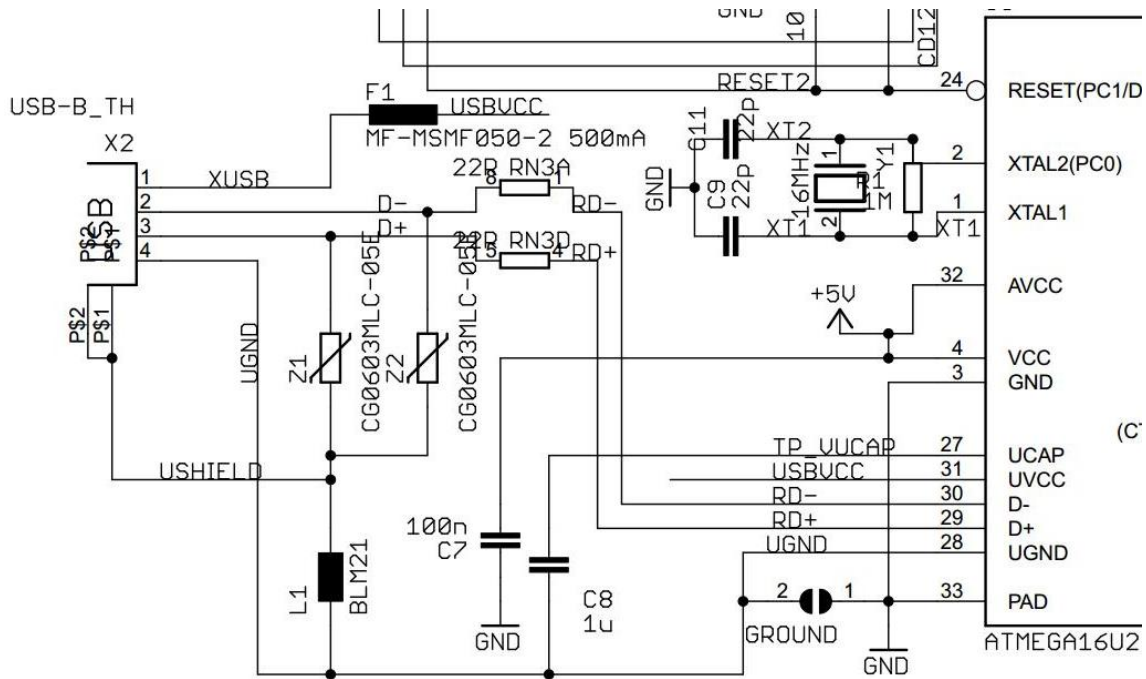 GND
10
CD12
RESET2
24
RESET(PC1/D
USB-B_TH
F1
USBVCC
MF-MSMF050-2 500mA
X2
C11
22p
XT2
16MHz
1
2
Y1
R1
1M
2
XTAL2(PC0)
1
XUSB
22R RN3A
8
1
D-
RD-
2
GND
C9
22p
XT1
XT1
1
XTAL1
3
D+
22R RN3D
5
4
RD+
4
USB
P$2
P$1
P$2
P$1
32
AVCC
+5V
UGND
Z1
CG0603MLC-05E
Z2
CG0603MLC-05E
4
VCC
3
GND
(CT
TP_VUCAP
27
UCAP
USHIELD
USBVCC
31
UVCC
RD-
30
D-
RD+
29
D+
UGND
28
UGND
100n
C7
L1
BLM21
C8
1u
2
1
33
PAD
GROUND
GND
GND
ATMEGA16U2